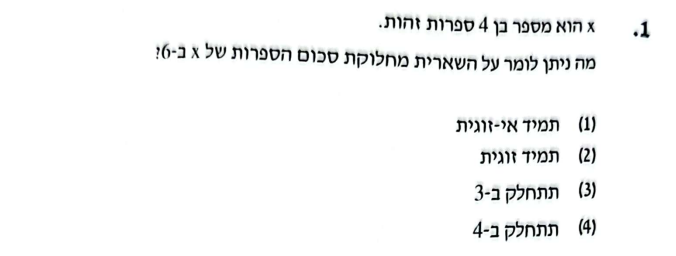 1. x הוא מספר בן 4 ספרות זהות.
מה ניתן לומר על השארית מחלוקת סכום הספרות של x ב-6?
(1) תמיד אי-זוגית
(2) תמיד זוגית
(3) תתחלק ב-3
(4) תתחלק ב-4